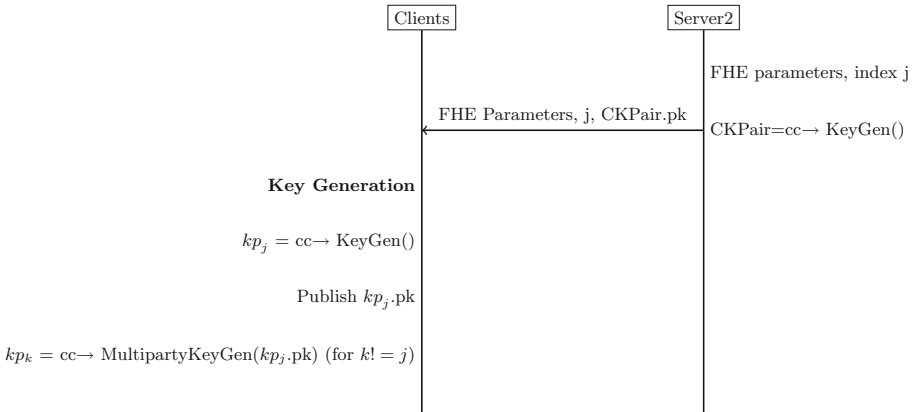 Clients
Server2
FHE parameters, index j
FHE Parameters, j, CKPair.pk
CKPair=cc→ KeyGen()
Key Generation
kp_j = cc→ KeyGen()
Publish kp_j.pk
kp_k = cc→ MultipartyKeyGen(kp_j.pk) (for k! = j)